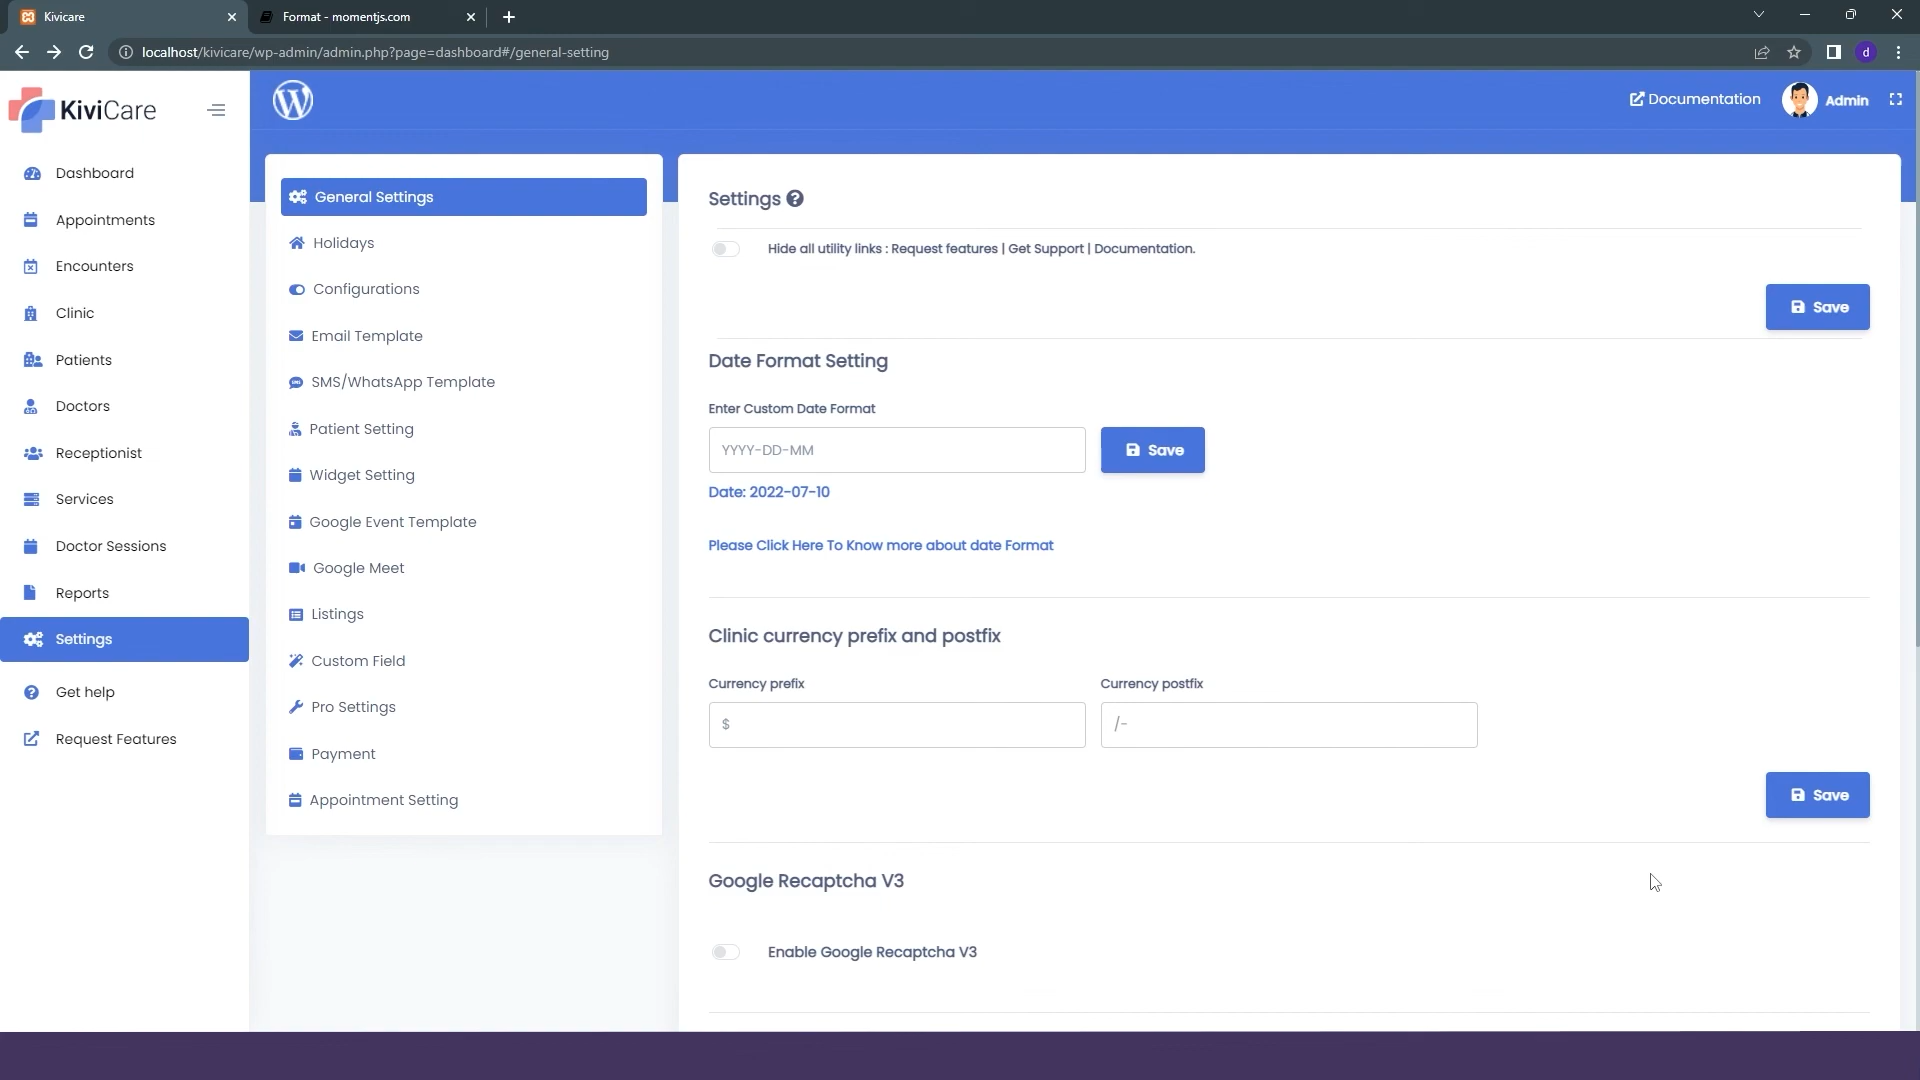 Kivicare
Format - momentjs.com
localhost/kivicare/wp-admin/admin.php?page=dashboard#/general-setting
d
KiviCare
Documentation
Admin
Dashboard
Appointments
Encounters
Clinic
Patients
Doctors
Receptionist
Services
Doctor Sessions
Reports
Settings
Get help
Request Features
General Settings
Holidays
Configurations
Email Template
SMS/WhatsApp Template
Patient Setting
Widget Setting
Google Event Template
Google Meet
Listings
Custom Field
Pro Settings
Payment
Appointment Setting
Settings
Hide all utility links : Request features | Get Support | Documentation.
Save
Date Format Setting
Enter Custom Date Format
YYYY-DD-MM
Save
Date: 2022-07-10
Please Click Here To Know more about date Format
Clinic currency prefix and postfix
Currency prefix
Currency postfix
$
/-
Save
Google Recaptcha V3
Enable Google Recaptcha V3